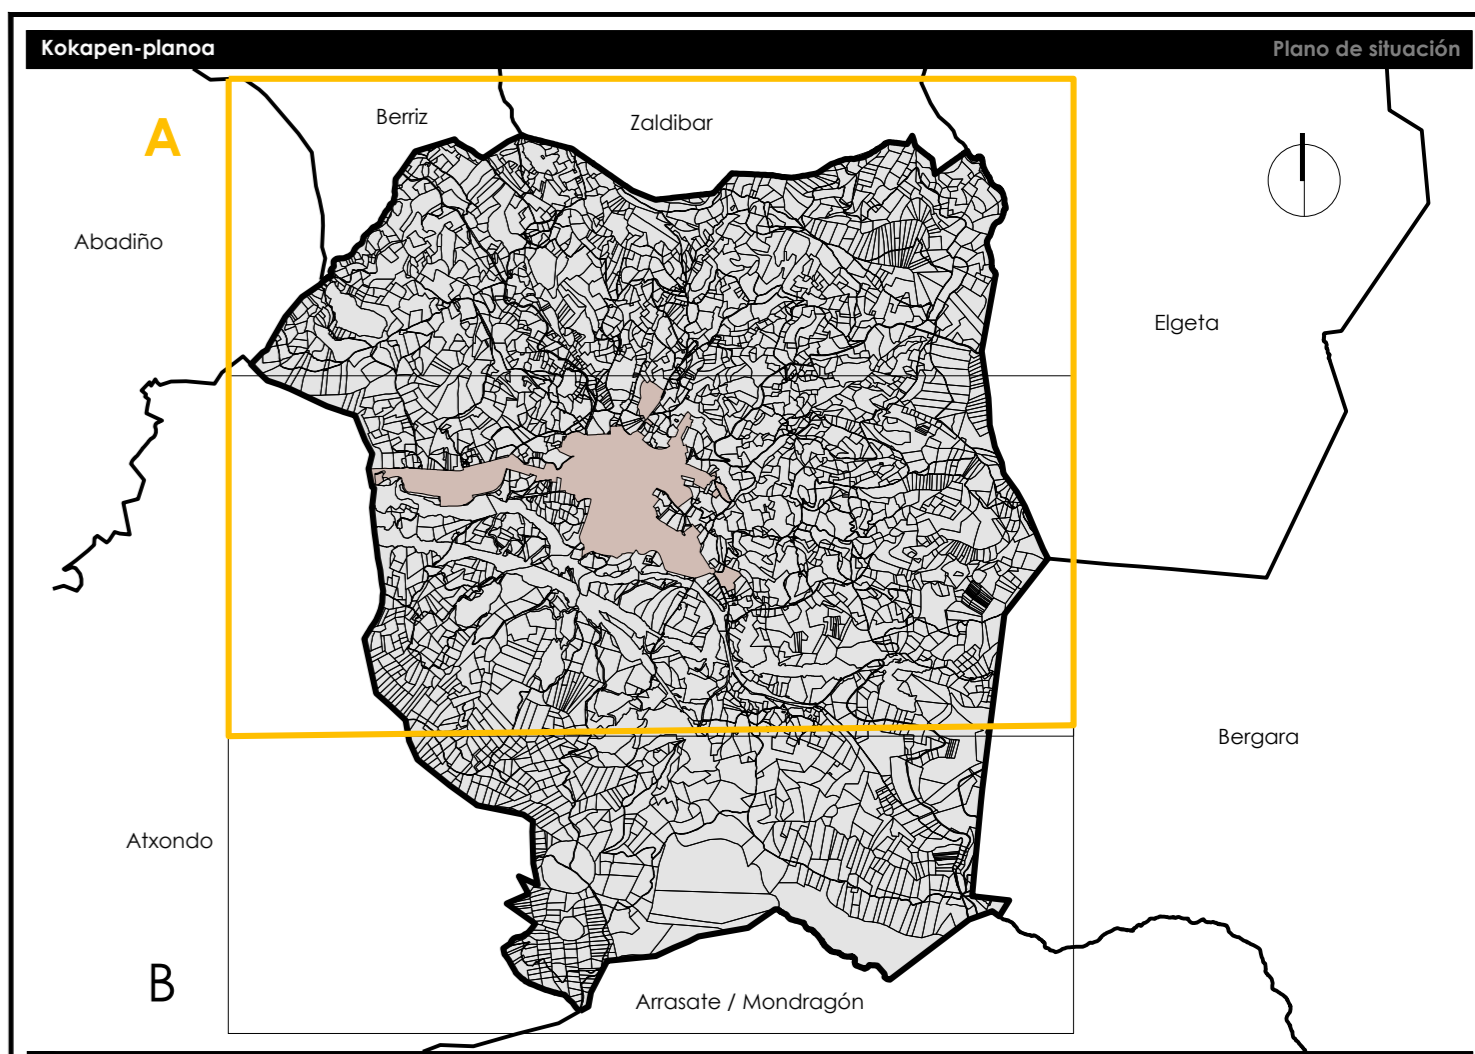 Kokapen-planoa
Plano de situación
A
Berriz
Zaldibar
Abadiño
Elgeta
Bergara
Atxondo
B
Arrasate / Mondragón